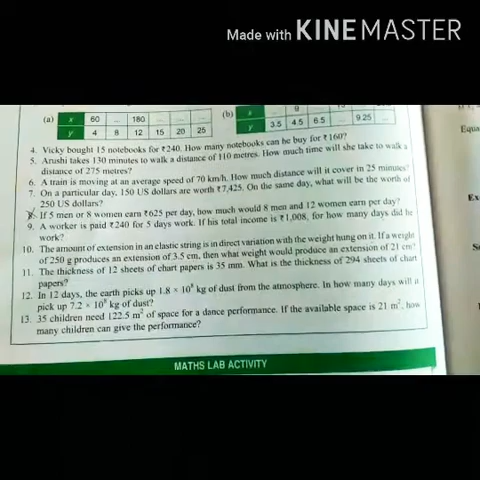 Made with KINEMASTER
(a) x 60 ... 180 ... ... ...
y 4 8 12 15 20 25
(b) x ... 9 ... ...
y 3.5 4.5 6.5 ... 9.25 ...
4. Vicky bought 15 notebooks for ₹240. How many notebooks can he buy for ₹160?
5. Arushi takes 130 minutes to walk a distance of 110 metres. How much time will she take to walk a
distance of 275 metres?
6. A train is moving at an average speed of 70 km/h. How much distance will it cover in 25 minutes?
7. On a particular day, 150 US dollars are worth ₹7,425. On the same day, what will be the worth of
250 US dollars?
8. If 5 men or 8 women earn ₹625 per day, how much would 8 men and 12 women earn per day?
9. A worker is paid ₹240 for 5 days work. If his total income is ₹1,008, for how many days did he
work?
10. The amount of extension in an elastic string is in direct variation with the weight hung on it. If a weight
of 250 g produces an extension of 3.5 cm, then what weight would produce an extension of 21 cm?
11. The thickness of 12 sheets of chart papers is 35 mm. What is the thickness of 294 sheets of chart
papers?
12. In 12 days, the earth picks up 1.8 × 10⁸ kg of dust from the atmosphere. In how many days will it
pick up 7.2 × 10⁸ kg of dust?
13. 35 children need 122.5 m² of space for a dance performance. If the available space is 21 m², how
many children can give the performance?
MATHS LAB ACTIVITY
Equa
Ex